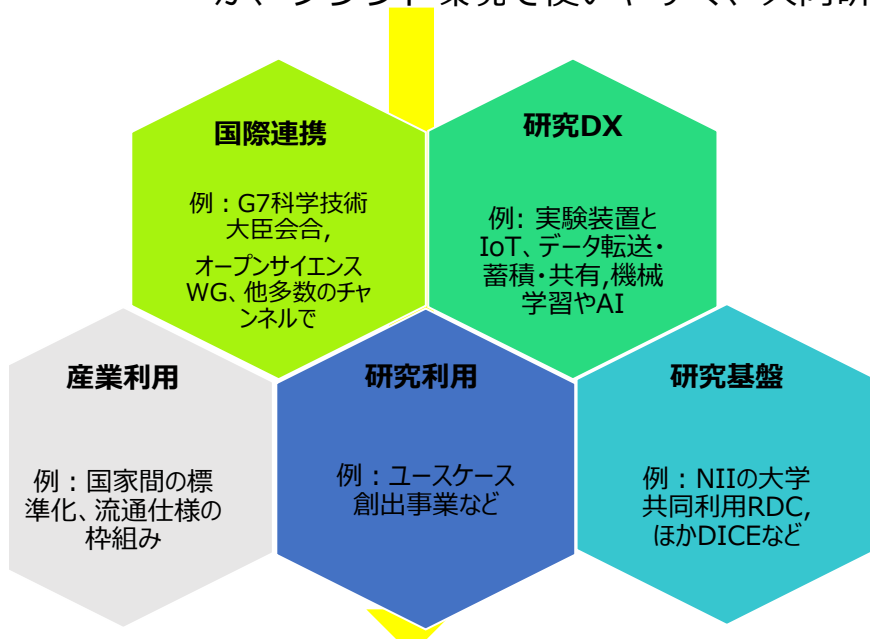 国際連携
例：G7科学技術
大臣会合,
オープンサイエンス
WG、他多数のチャ
ンネルで
研究DX
例: 実験装置と
IoT、データ転送・
蓄積・共有,機械
学習やAI
産業利用
例：国家間の標
準化、流通仕様の
枠組み
研究利用
例：ユースケース
創出事業など
研究基盤
例：NIIの大学
共同利用RDC,
ほかDICEなど